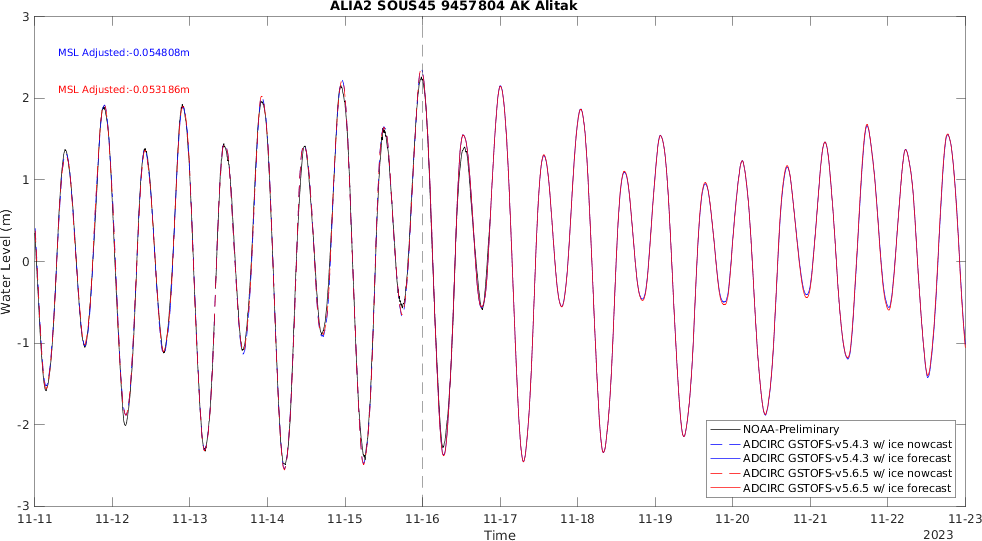 ALIA2 SOUS45 9457804 AK Alitak
MSL Adjusted:-0.054808m
MSL Adjusted:-0.053186m
Water Level (m)
3
2
1
0
-1
-2
-3
NOAA-Preliminary
ADCIRC GSTOFS-v5.4.3 w/ ice nowcast
ADCIRC GSTOFS-v5.4.3 w/ ice forecast
ADCIRC GSTOFS-v5.6.5 w/ ice nowcast
ADCIRC GSTOFS-v5.6.5 w/ ice forecast
11-11 11-12 11-13 11-14 11-15 11-16 11-17 11-18 11-19 11-20 11-21 11-22 11-23
Time
2023